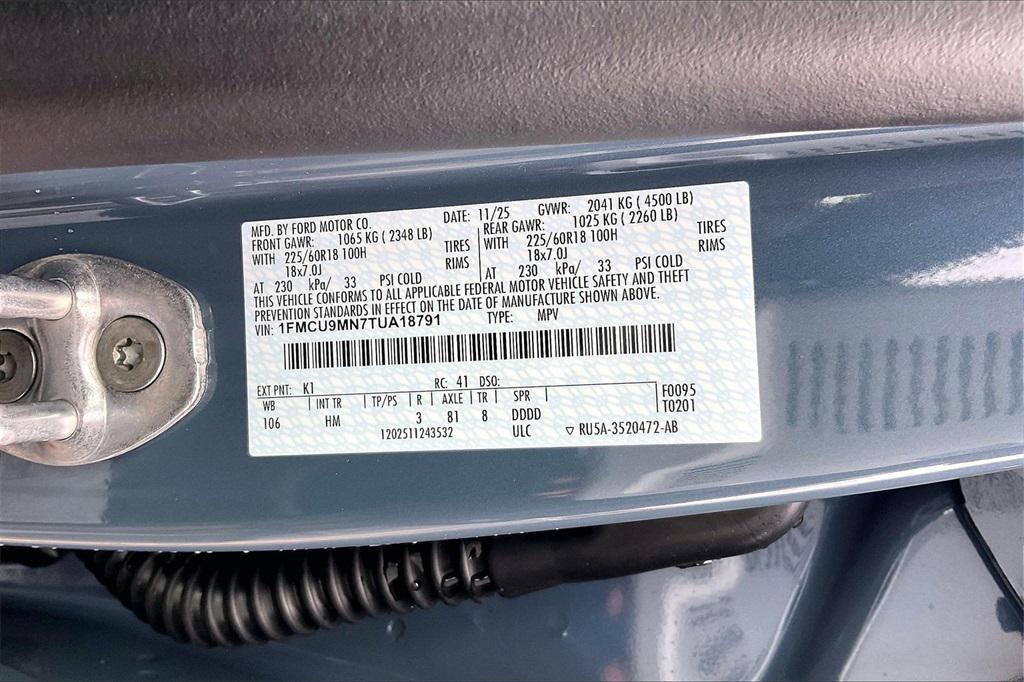 MFD. BY FORD MOTOR CO. DATE: 11/25 GVWR: 2041 KG ( 4500 LB)
FRONT GAWR: 1065 KG ( 2348 LB) REAR GAWR: 1025 KG ( 2260 LB)
WITH 225/60R18 100H TIRES WITH 225/60R18 100H TIRES
18x7.0J RIMS 18x7.0J RIMS
AT 230 kPa/ 33 PSI COLD AT 230 kPa/ 33 PSI COLD
THIS VEHICLE CONFORMS TO ALL APPLICABLE FEDERAL MOTOR VEHICLE SAFETY AND THEFT
PREVENTION STANDARDS IN EFFECT ON THE DATE OF MANUFACTURE SHOWN ABOVE.
VIN: 1FMCU9MN7TUA18791 TYPE: MPV
EXT PNT: K1 RC: 41 DSO: F0095
WB INT TR TP/PS R AXLE TR SPR T0201
106 HM 3 81 8 DDDD
1202511243532 ULC ▽ RU5A-3520472-AB